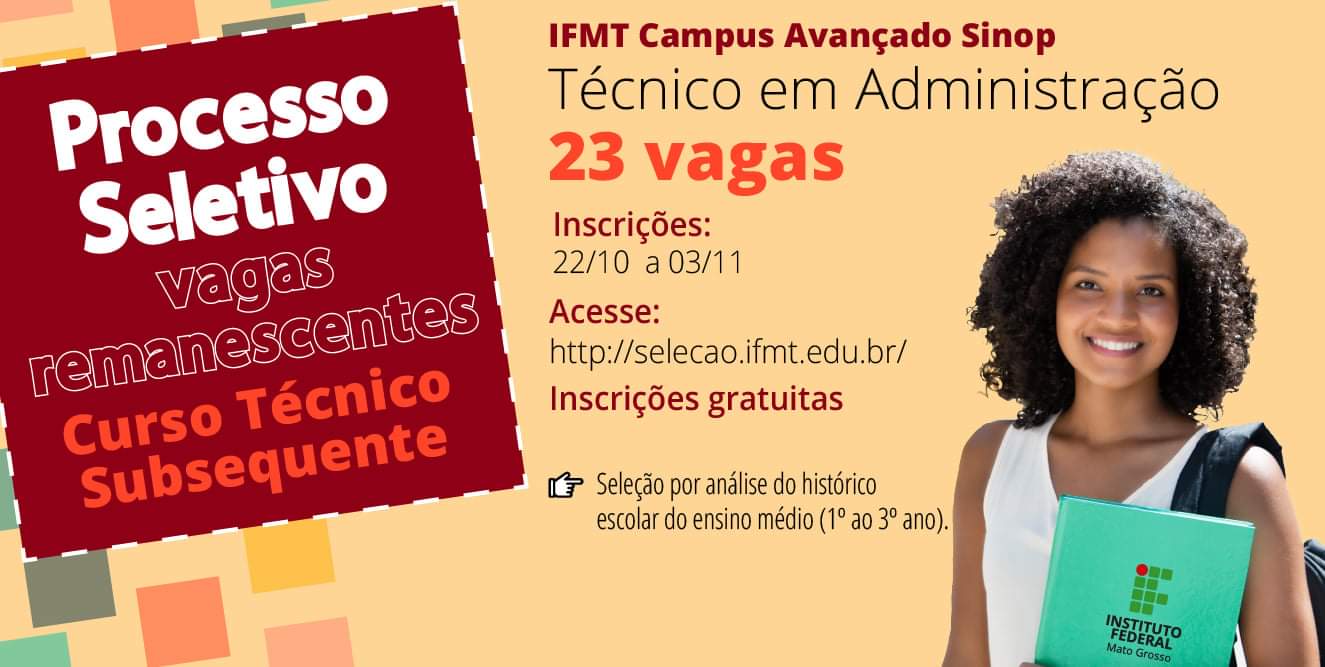 Processo
Seletivo
vagas
remanescentes
Curso Técnico
Subsequente
IFMT Campus Avançado Sinop
Técnico em Administração
23 vagas
Inscrições:
22/10 a 03/11
Acesse:
http://selecao.ifmt.edu.br/
Inscrições gratuitas
Seleção por análise do histórico
escolar do ensino médio (1º ao 3º ano).
INSTITUTO
FEDERAL
Mato Grosso